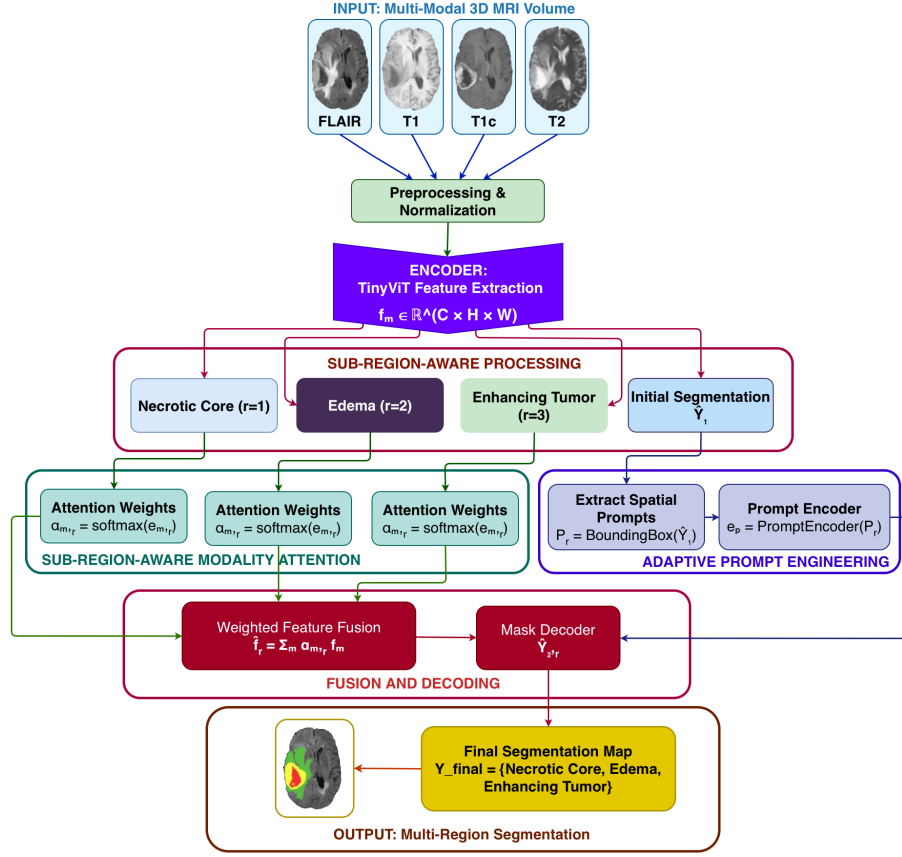 INPUT: Multi-Modal 3D MRI Volume
FLAIR
T1
T1c
T2
Preprocessing &
Normalization
ENCODER:
TinyViT Feature Extraction
fₘ ∈ ℝ^(C × H × W)
SUB-REGION-AWARE PROCESSING
Necrotic Core (r=1)
Edema (r=2)
Enhancing Tumor
(r=3)
Initial Segmentation
Ŷ₁
Attention Weights
αₘ,ᵣ = softmax(eₘ,ᵣ)
Attention Weights
αₘ,ᵣ = softmax(eₘ,ᵣ)
Attention Weights
αₘ,ᵣ = softmax(eₘ,ᵣ)
SUB-REGION-AWARE MODALITY ATTENTION
Extract Spatial
Prompts
Pᵣ = BoundingBox(Ŷ₁)
Prompt Encoder
eₚ = PromptEncoder(Pᵣ)
ADAPTIVE PROMPT ENGINEERING
Weighted Feature Fusion
f̂ᵣ = Σₘ αₘ,ᵣ fₘ
Mask Decoder
Ŷ₂,ᵣ
FUSION AND DECODING
Final Segmentation Map
Y_final = {Necrotic Core, Edema,
Enhancing Tumor}
OUTPUT: Multi-Region Segmentation